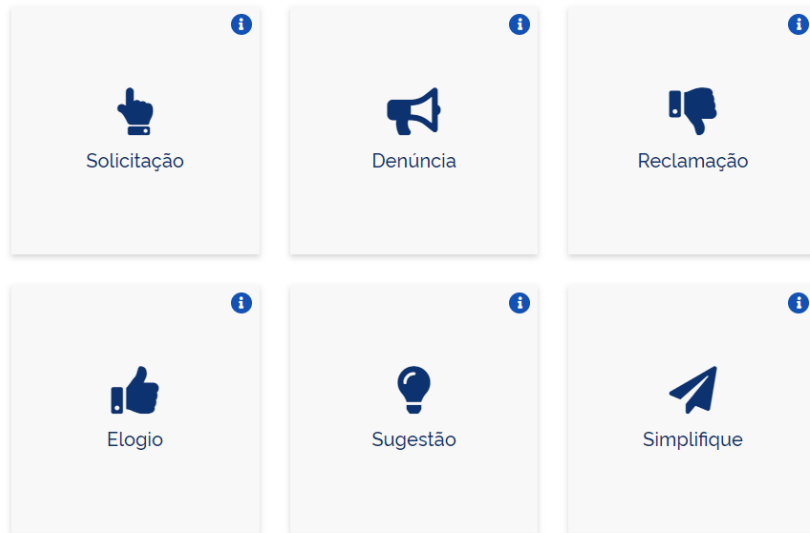 Solicitação
Denúncia
Reclamação
Elogio
Sugestão
Simplifique